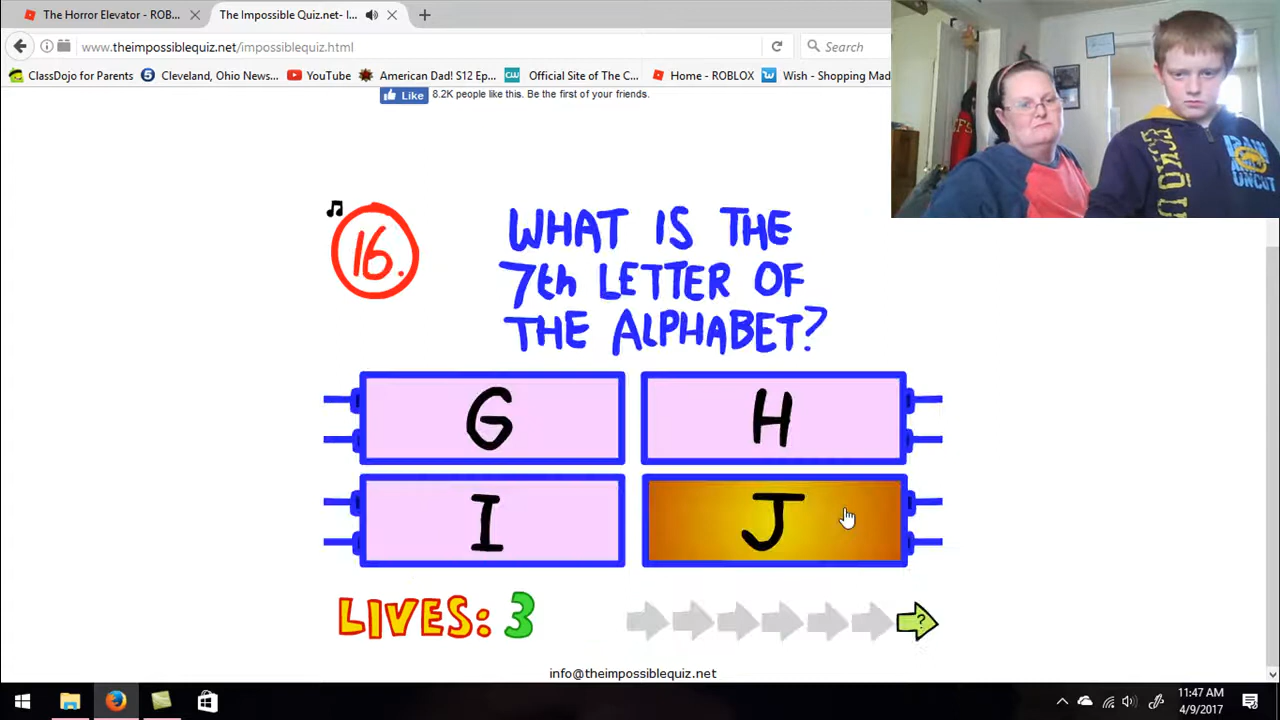 The Horror Elevator - ROB...
The Impossible Quiz.net- I...
www.theimpossiblequiz.net/impossiblequiz.html
Search
ClassDojo for Parents
Cleveland, Ohio News...
YouTube
American Dad! S12 Ep...
Official Site of The C...
Home - ROBLOX
Wish - Shopping Mad
Like
8.2K people like this. Be the first of your friends.
16.
WHAT IS THE
7th LETTER OF
THE ALPHABET?
G
H
I
J
LIVES: 3
?
info@theimpossiblequiz.net
11:47 AM
4/9/2017